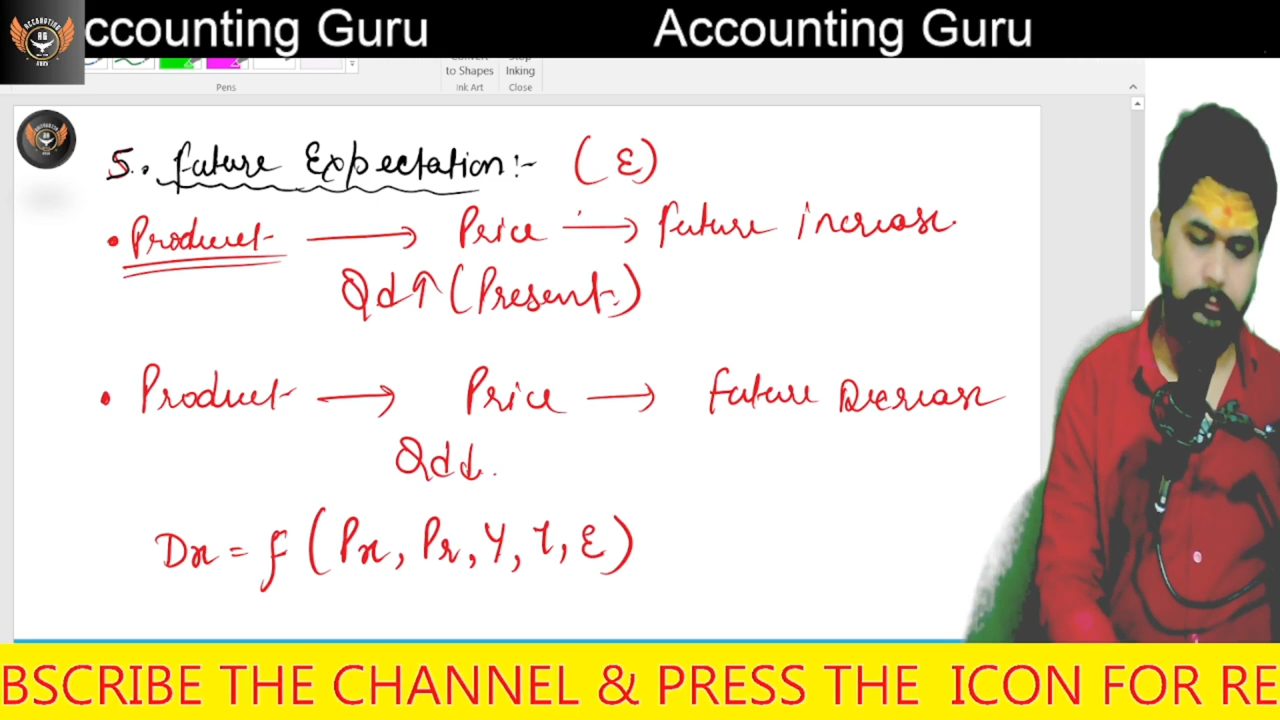 ccounting Guru Accounting Guru
to Shapes Inking
Pens Ink Art Close
5. Future Expectation:- (E)
• Product → Price → Future increase
Qd↑ (Present)
• Product → Price → Future Decrease
Qd↓
Dx = f (Px, Pr, Y, T, E)
BSCRIBE THE CHANNEL & PRESS THE ICON FOR RE